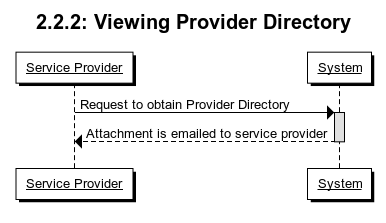 2.2.2: Viewing Provider Directory
Service Provider
System
Request to obtain Provider Directory
Attachment is emailed to service provider
Service Provider
System